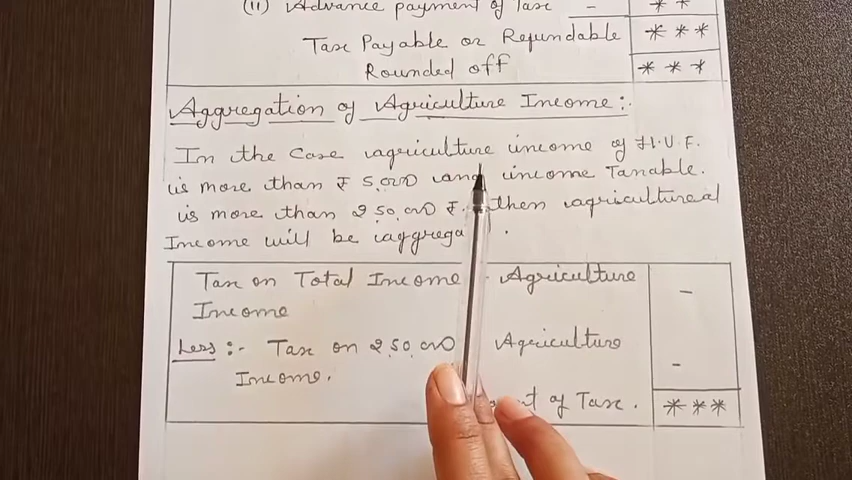 (ii) Advance payment of Tax - * *
Tax Payable or Refundable * * *
Rounded off * * *
Aggregation of Agriculture Income :-
In the Case agriculture income of H.U.F.
is more than ₹ 5,000 and income Taxable.
is more than 2,50,000 ₹. then agricultureal
Income will be aggrega .
Tax on Total Income Agriculture -
Income
Less :- Tax on 2,50,000 Agriculture
Income. -
of Tax. * * *